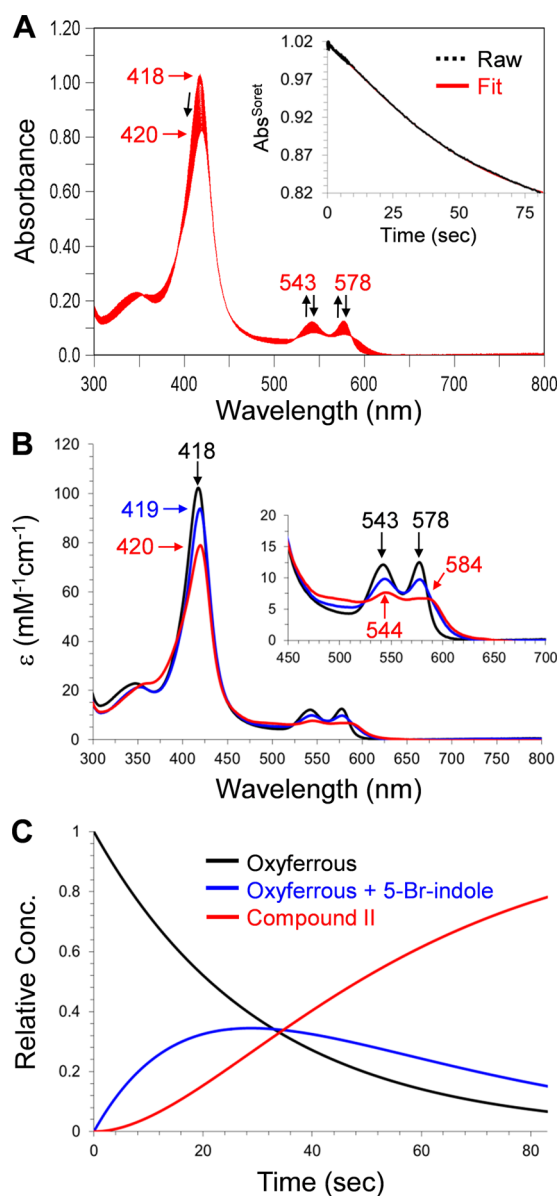 A
1.20
1.00
0.80
0.60
0.40
0.20
0.0
Absorbance
418
420
543
578
300 400 500 600 700 800
Wavelength (nm)
1.02
0.97
0.92
0.87
0.82
Abs^Soret
Raw
Fit
0 25 50 75
Time (sec)
B
120
100
80
60
40
20
0
ε (mM⁻¹cm⁻¹)
418
419
420
300 350 400 450 500 550 600 650 700 750 800
Wavelength (nm)
20
15
10
5
0
543
578
584
544
450 500 550 600 650 700
C
1
0.8
0.6
0.4
0.2
0
Relative Conc.
Oxyferrous
Oxyferrous + 5-Br-indole
Compound II
0 20 40 60 80
Time (sec)